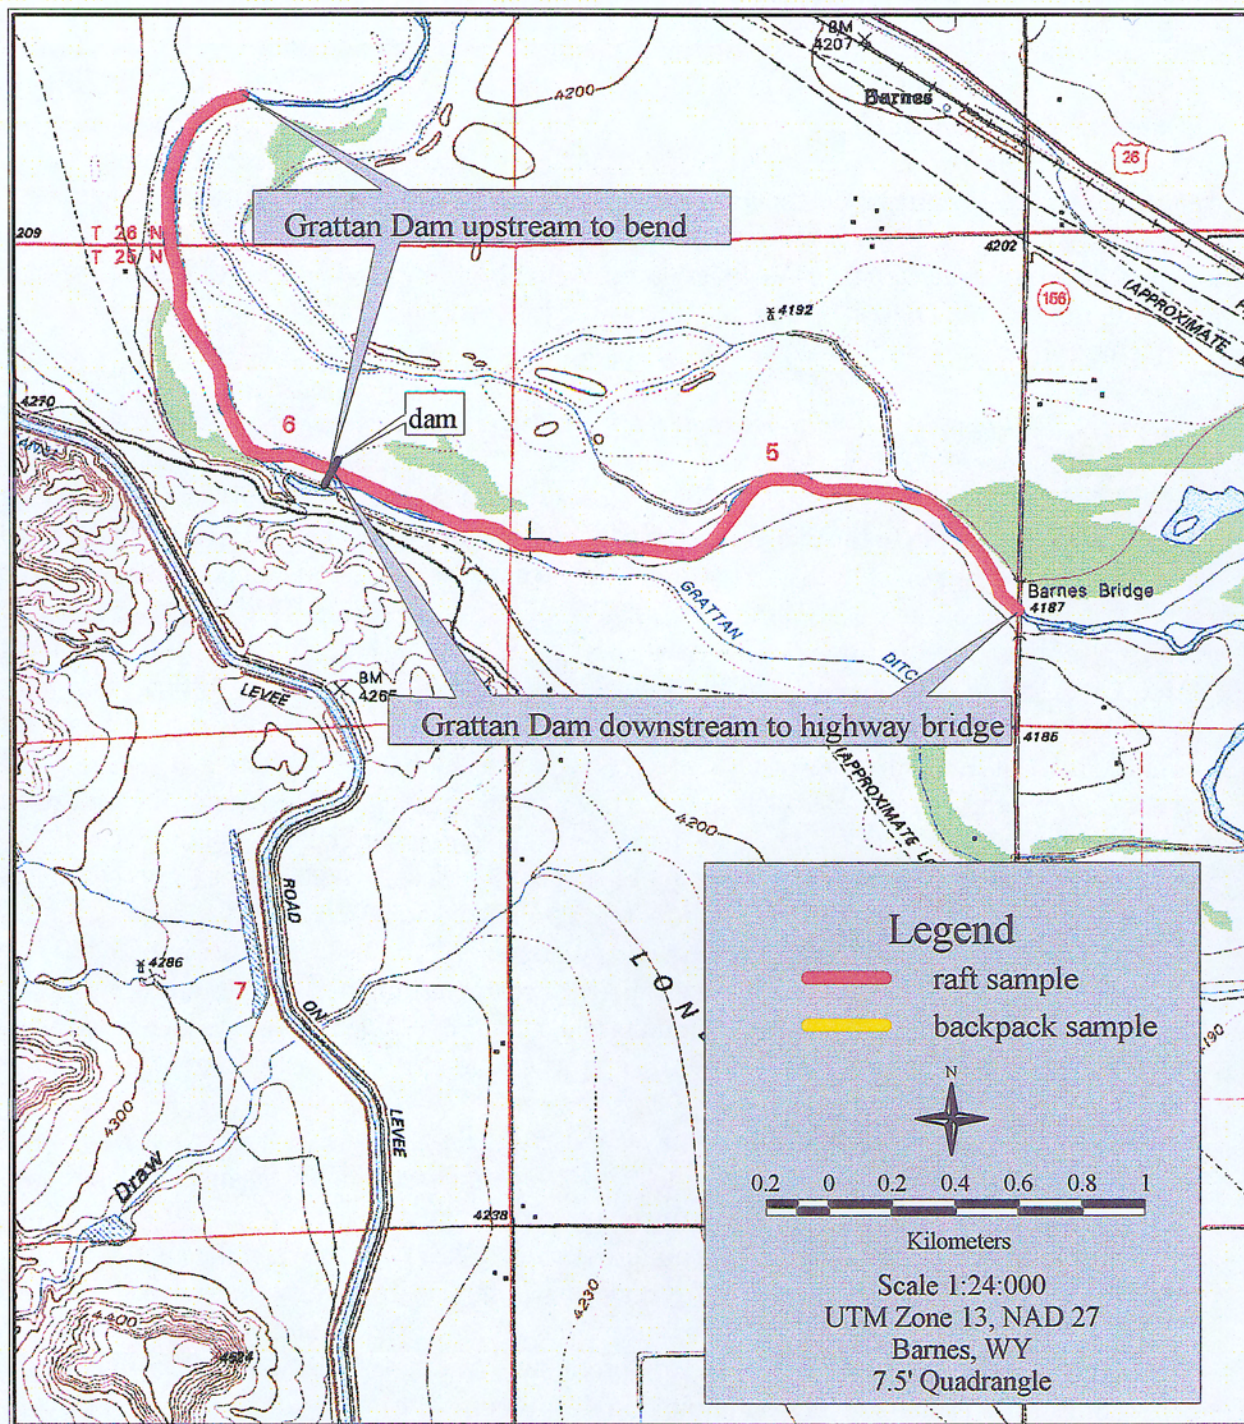 BM
4207
Barnes
4200
26
Grattan Dam upstream to bend
209
T 26 N
T 25 N
4202
(APPROXIMATE
156
4192
4270
dam
6
5
GRATTAN
DITC
Barnes Bridge
4187
BM
LEVEE
Grattan Dam downstream to highway bridge
4185
(APPROXIMATE LO
4200
ROAD
4286
7
ON
LON
LEVEE
4300
Draw
4238
4230
4400
4524
4190
Legend
raft sample
backpack sample
N
0.2 0 0.2 0.4 0.6 0.8 1
Kilometers
Scale 1:24:000
UTM Zone 13, NAD 27
Barnes, WY
7.5' Quadrangle